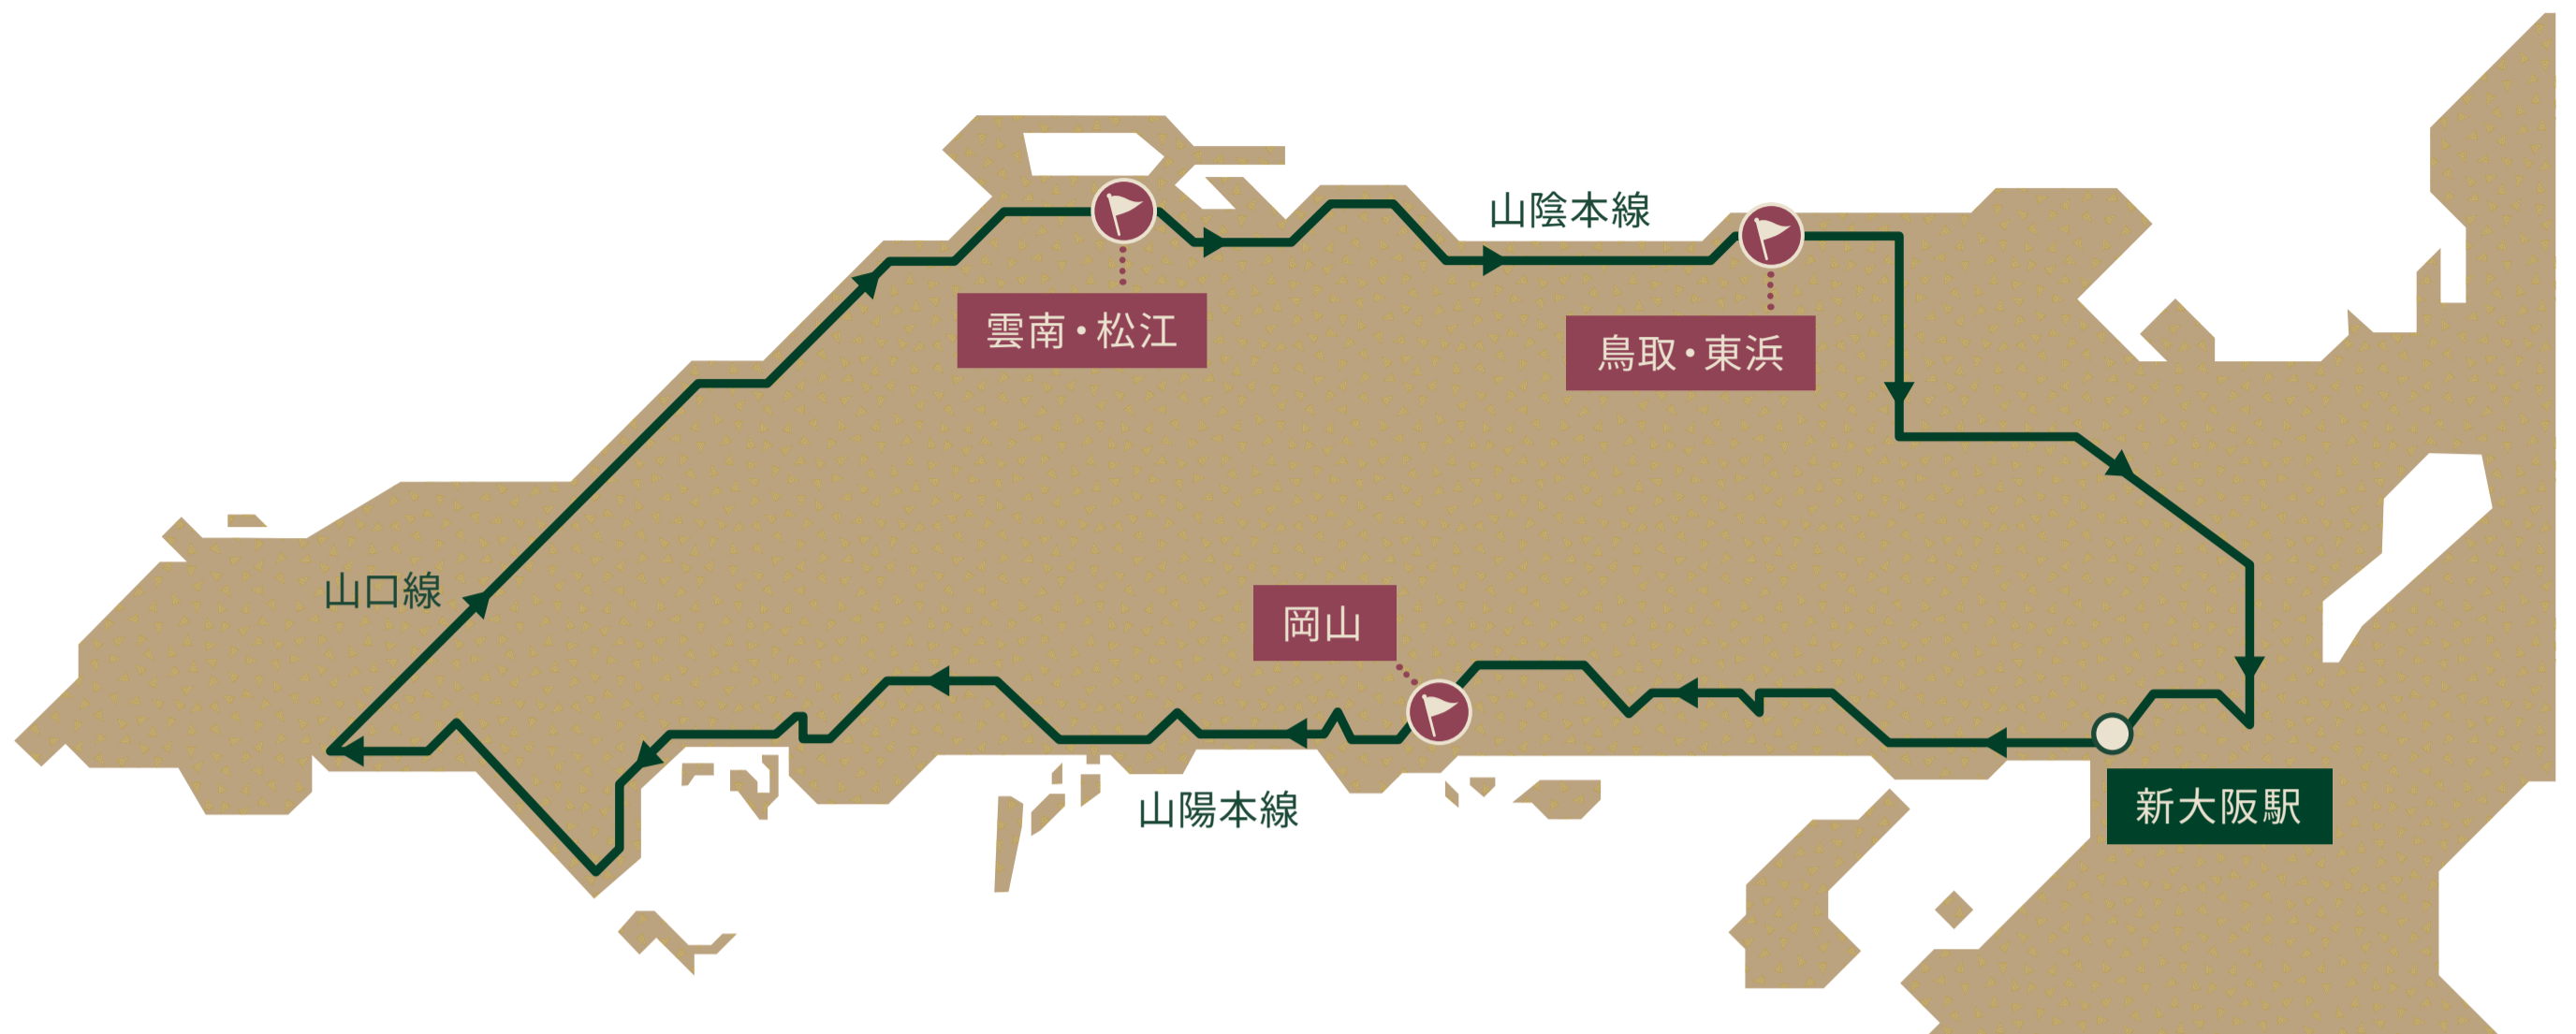 山陰本線
雲南・松江
鳥取・東浜
山口線
岡山
山陽本線
新大阪駅